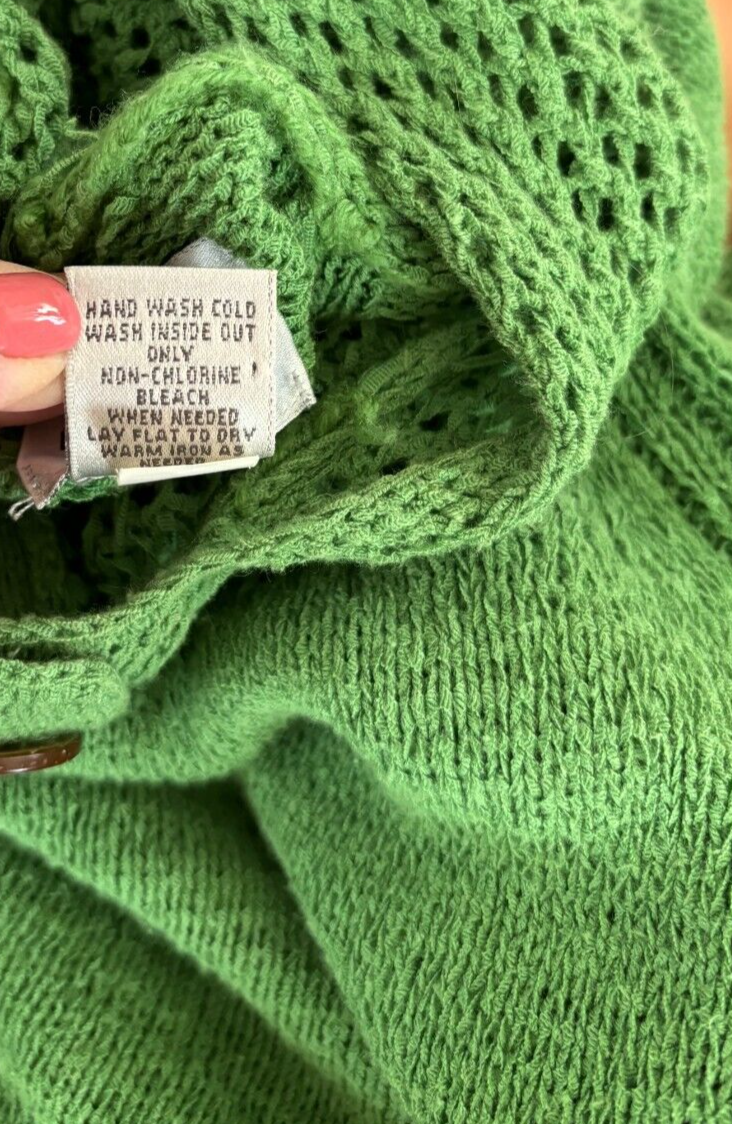 HAND WASH COLD
WASH INSIDE OUT
ONLY
NON-CHLORINE
BLEACH
WHEN NEEDED
LAY FLAT TO DRY
WARM IRON AS
NEEDED